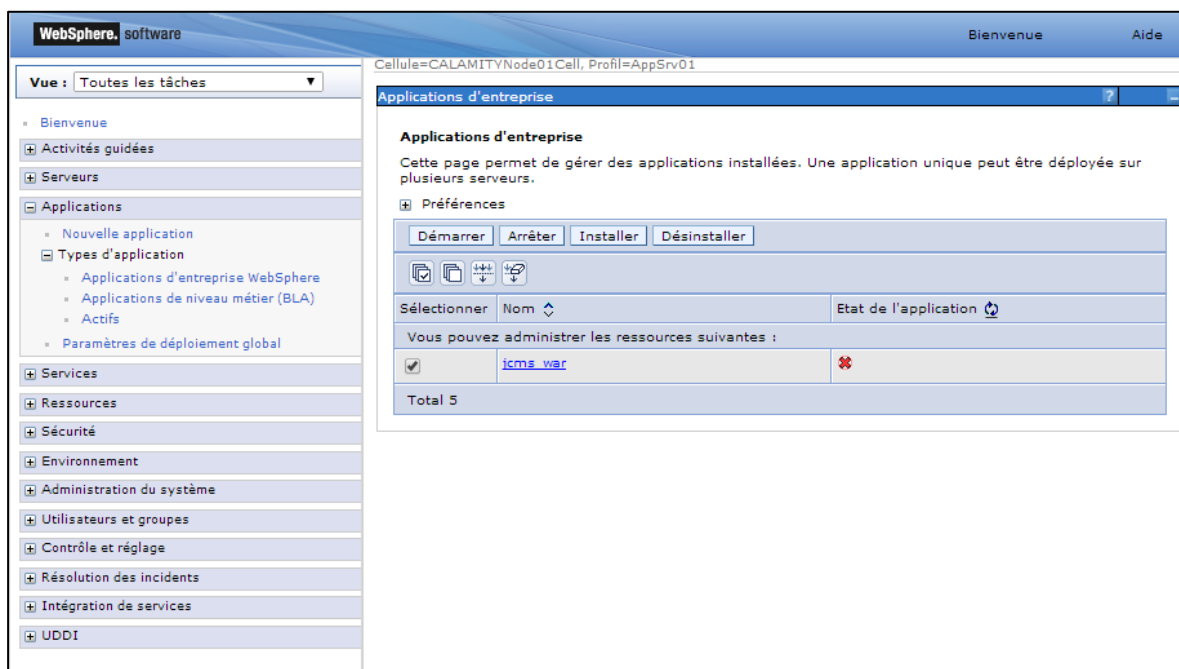 WebSphere. software
Bienvenue
Aide
Vue : Toutes les tâches
Bienvenue
Activités guidées
Serveurs
Applications
Nouvelle application
Types d'application
Applications d'entreprise WebSphere
Applications de niveau métier (BLA)
Actifs
Paramètres de déploiement global
Services
Ressources
Sécurité
Environnement
Administration du système
Utilisateurs et groupes
Contrôle et réglage
Résolution des incidents
Intégration de services
UDDI
Cellule=CALAMITYNode01Cell, Profil=AppSrv01
Applications d'entreprise
?
Applications d'entreprise
Cette page permet de gérer des applications installées. Une application unique peut être déployée sur
plusieurs serveurs.
Préférences
Démarrer Arrêter Installer Désinstaller
Sélectionner Nom Etat de l'application
Vous pouvez administrer les ressources suivantes :
jcms_war
Total 5